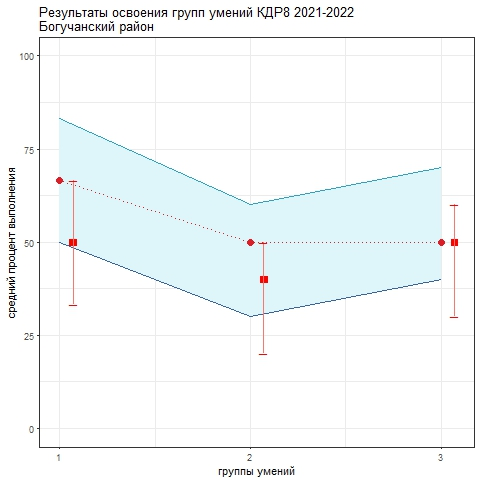 Результаты освоения групп умений КДР8 2021-2022
Богучанский район
средний процент выполнения
100
75
50
25
0
1 2 3
группы умений